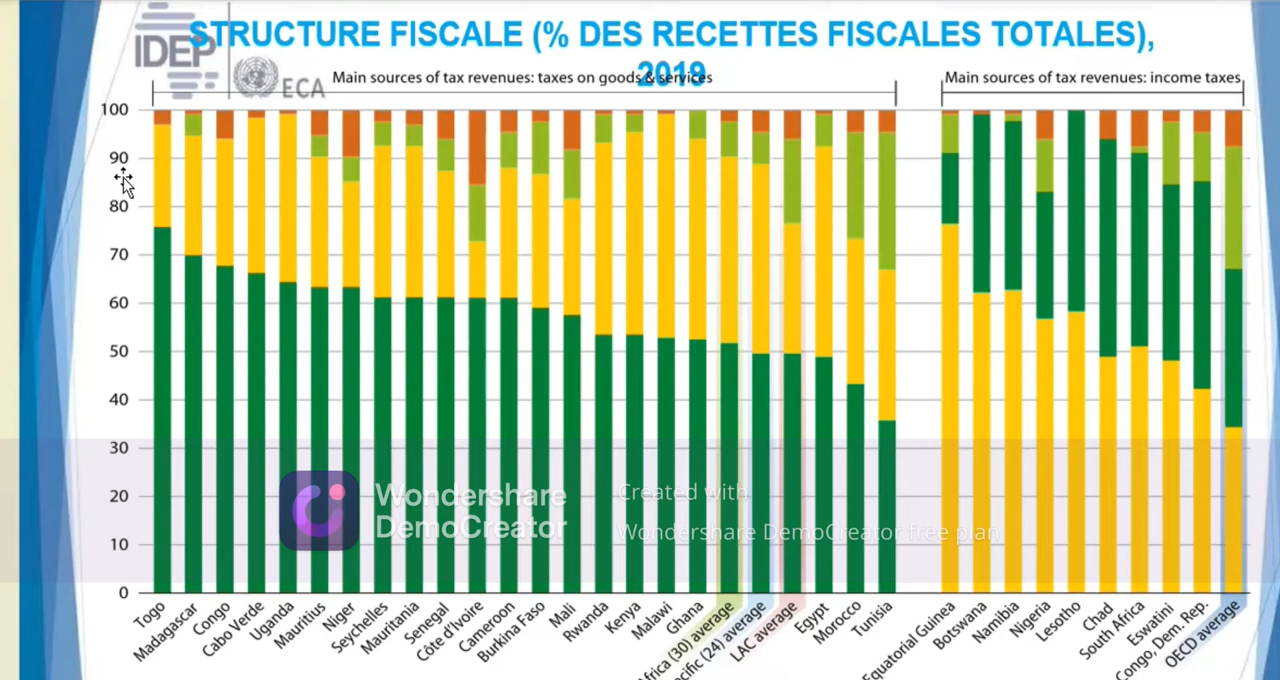 STRUCTURE FISCALE (% DES RECETTES FISCALES TOTALES),
2019
IDEP
ECA
Main sources of tax revenues: taxes on goods & services
Main sources of tax revenues: income taxes
100
90
80
70
60
50
40
30
20
10
0
Wondershare
DemoCreator
Created with
Wondershare DemoCreator free plan
Togo
Madagascar
Congo
Cabo Verde
Uganda
Mauritius
Niger
Seychelles
Mauritania
Senegal
Côte d'Ivoire
Cameroon
Burkina Faso
Mali
Rwanda
Kenya
Malawi
Ghana
Africa (30) average
(24) average
LAC average
Egypt
Morocco
Tunisia
Equatorial Guinea
Botswana
Namibia
Nigeria
Lesotho
Chad
South Africa
Eswatini
Congo, Dem. Rep.
OECD average